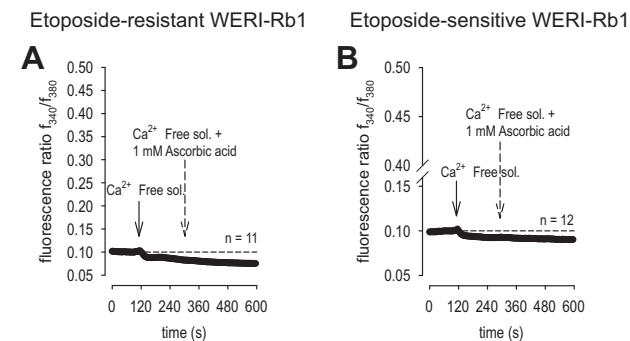 Etoposide-resistant WERI-Rb1
Etoposide-sensitive WERI-Rb1
A
fluorescence ratio f340/f380
0.50
0.45
0.40
0.35
0.30
0.25
0.20
0.15
0.10
0.05
Ca2+ Free sol. +
1 mM Ascorbic acid
Ca2+ Free sol.
n = 11
0 120 240 360 480 600
time (s)
B
fluorescence ratio f340/f380
0.50
0.45
0.40
0.15
0.10
0.05
Ca2+ Free sol. +
1 mM Ascorbic acid
Ca2+ Free sol.
n = 12
0 120 240 360 480 600
time (s)